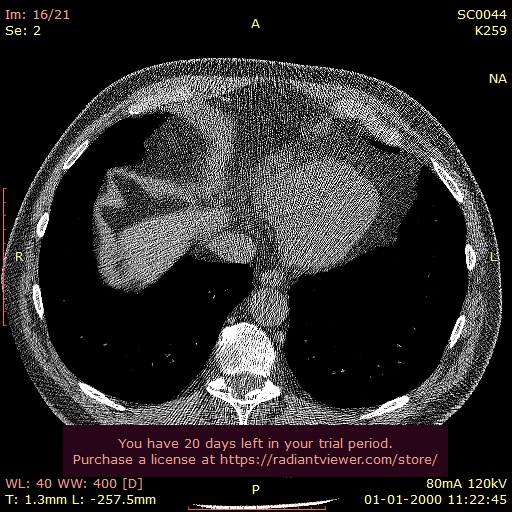 Im: 16/21
Se: 2
A
SC0044
K259
NA
R
L
You have 20 days left in your trial period.
Purchase a license at https://radiantviewer.com/store/
WL: 40 WW: 400 [D]
T: 1.3mm L: -257.5mm
P
80mA 120kV
01-01-2000 11:22:45